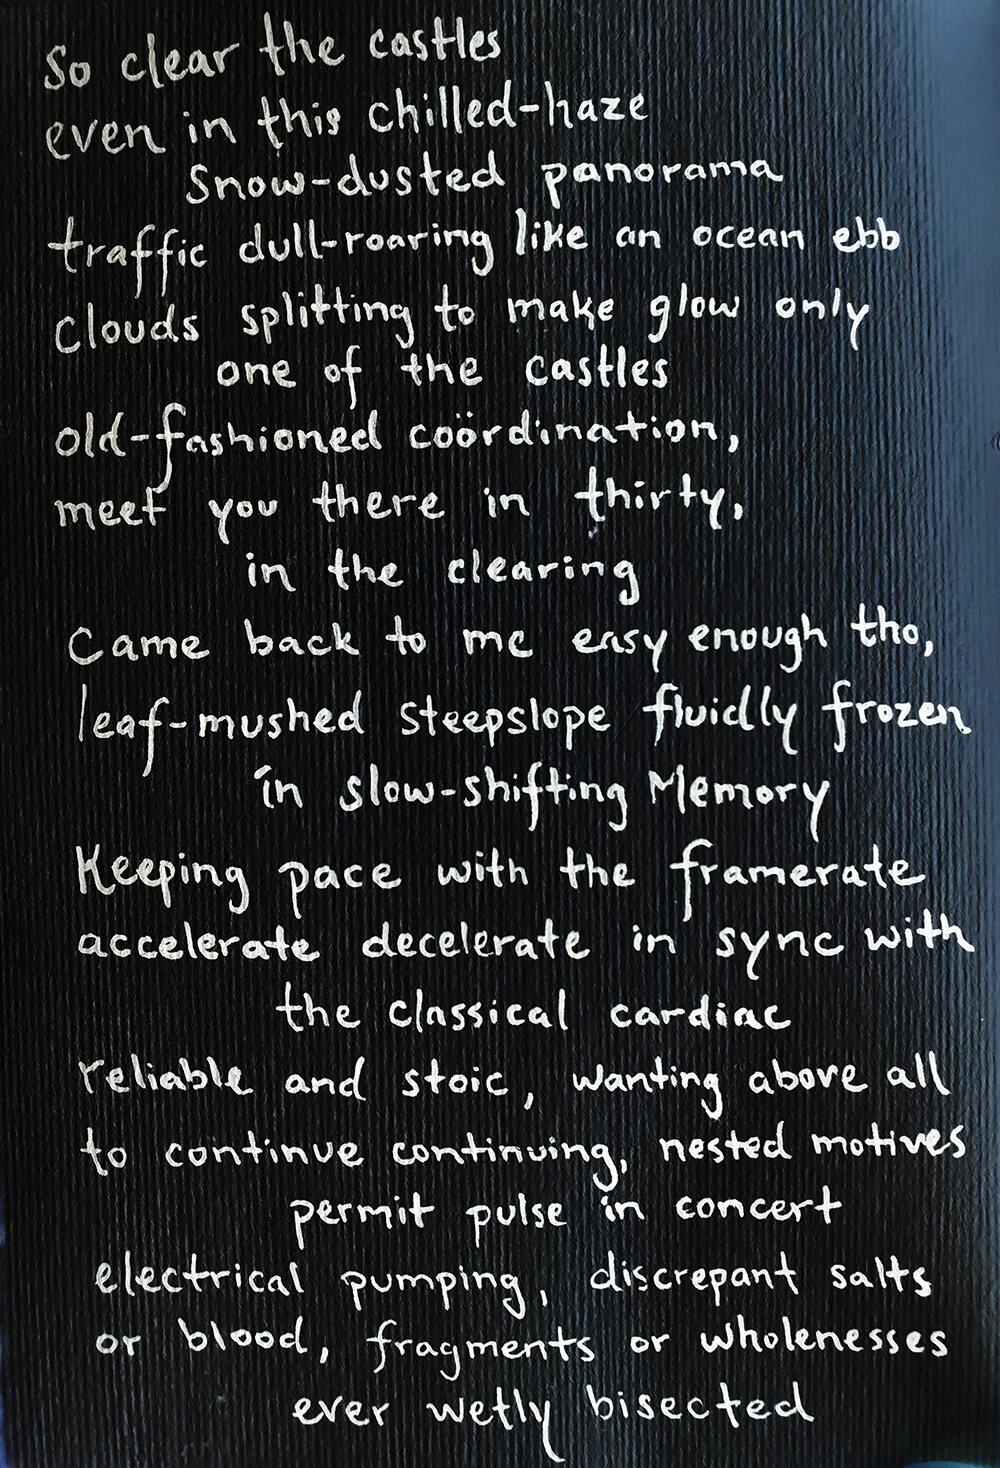 So clear the castles
even in this chilled-haze
Snow-dusted panorama
traffic dull-roaring like an ocean ebb
Clouds splitting to make glow only
one of the castles
old-fashioned coördination,
meet you there in thirty,
in the clearing
Came back to me easy enough tho,
leaf-mushed steepslope fluidly frozen
in slow-shifting Memory
Keeping pace with the framerate
accelerate decelerate in sync with
the classical cardiac
reliable and stoic, wanting above all
to continue continuing, nested motives
permit pulse in concert
electrical pumping, discrepant salts
or blood, fragments or wholenesses
ever wetly bisected